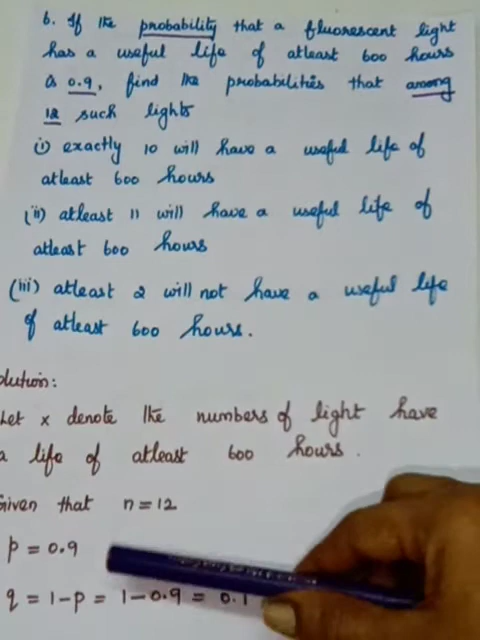 6. If the probability that a fluorescent light
has a useful life of atleast 600 hours
is 0.9, find the probabilities that among
12 such lights
(i) exactly 10 will have a useful life of
atleast 600 hours
(ii) atleast 11 will have a useful life of
atleast 600 hours
(iii) atleast 2 will not have a useful life
of atleast 600 hours.
olution:
Let x denote the numbers of light have
a life of atleast 600 hours.
Given that n = 12
p = 0.9
q = 1-p = 1-0.9 = 0.1